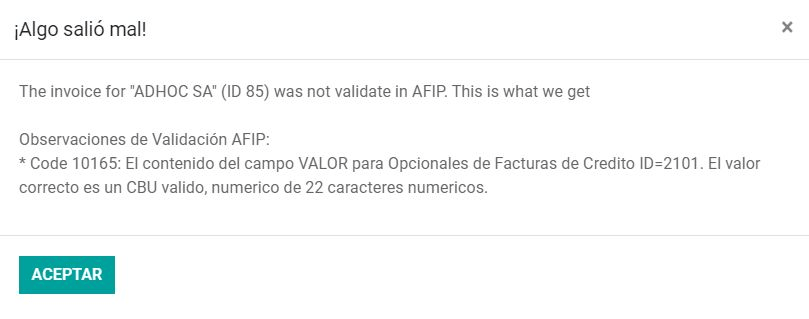 ¡Algo salió mal!
×
The invoice for "ADHOC SA" (ID 85) was not validate in AFIP. This is what we get
Observaciones de Validación AFIP:
* Code 10165: El contenido del campo VALOR para Opcionales de Facturas de Credito ID=2101. El valor
correcto es un CBU valido, numerico de 22 caracteres numericos.
ACEPTAR